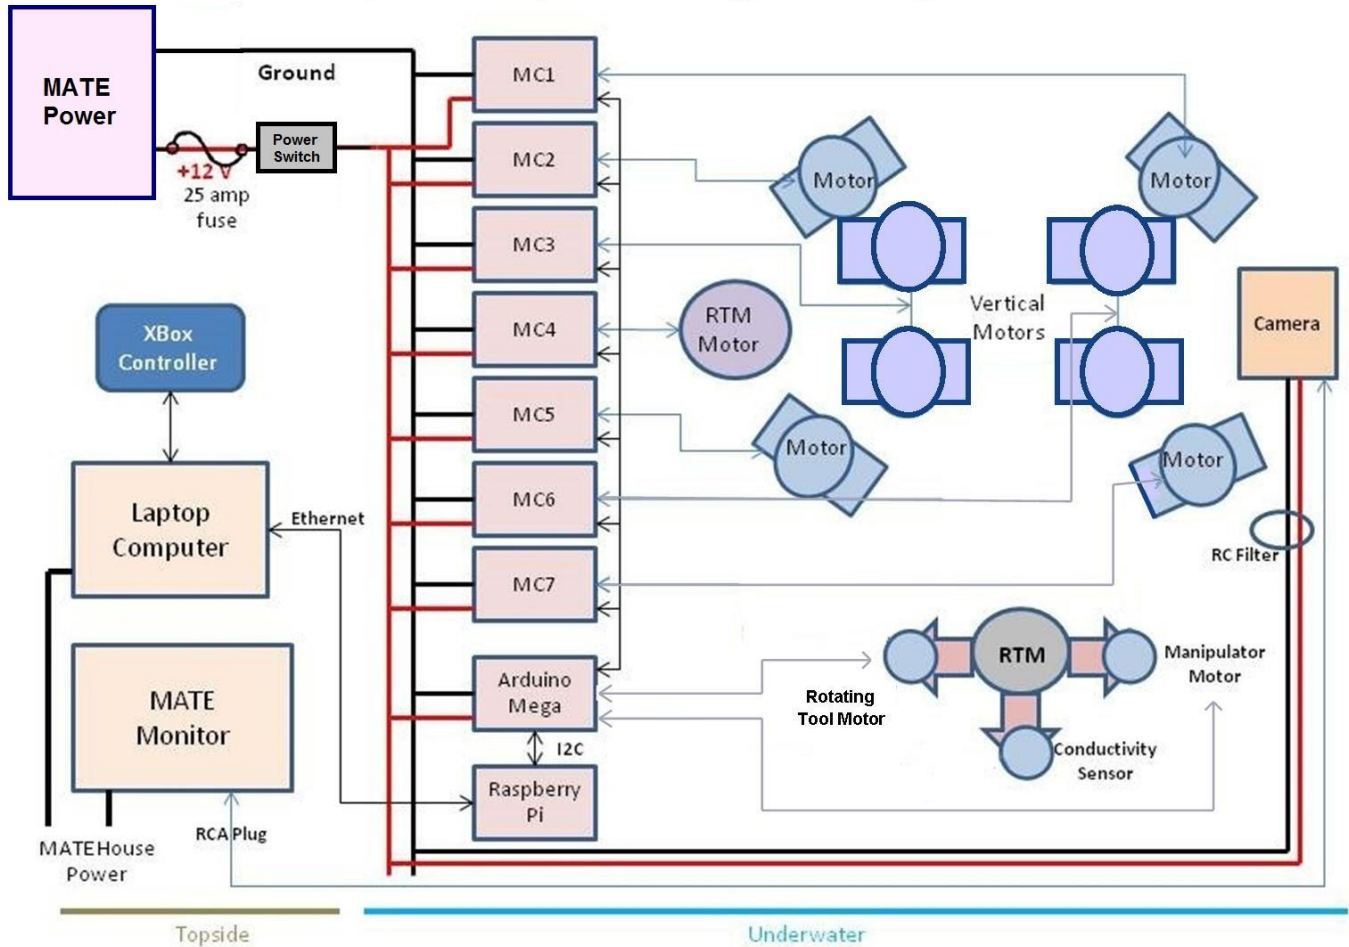 MATE
Power
Ground
Power
Switch
+12 V
25 amp
fuse
MC1
MC2
MC3
MC4
MC5
MC6
MC7
Arduino
Mega
I2C
Raspberry
Pi
Motor
Motor
RTM
Motor
Vertical
Motors
Camera
Motor
Motor
RC Filter
XBox
Controller
Laptop
Computer
Ethernet
MATE
Monitor
RCA Plug
MATE House
Power
Rotating
Tool Motor
RTM
Manipulator
Motor
Conductivity
Sensor
Topside
Underwater